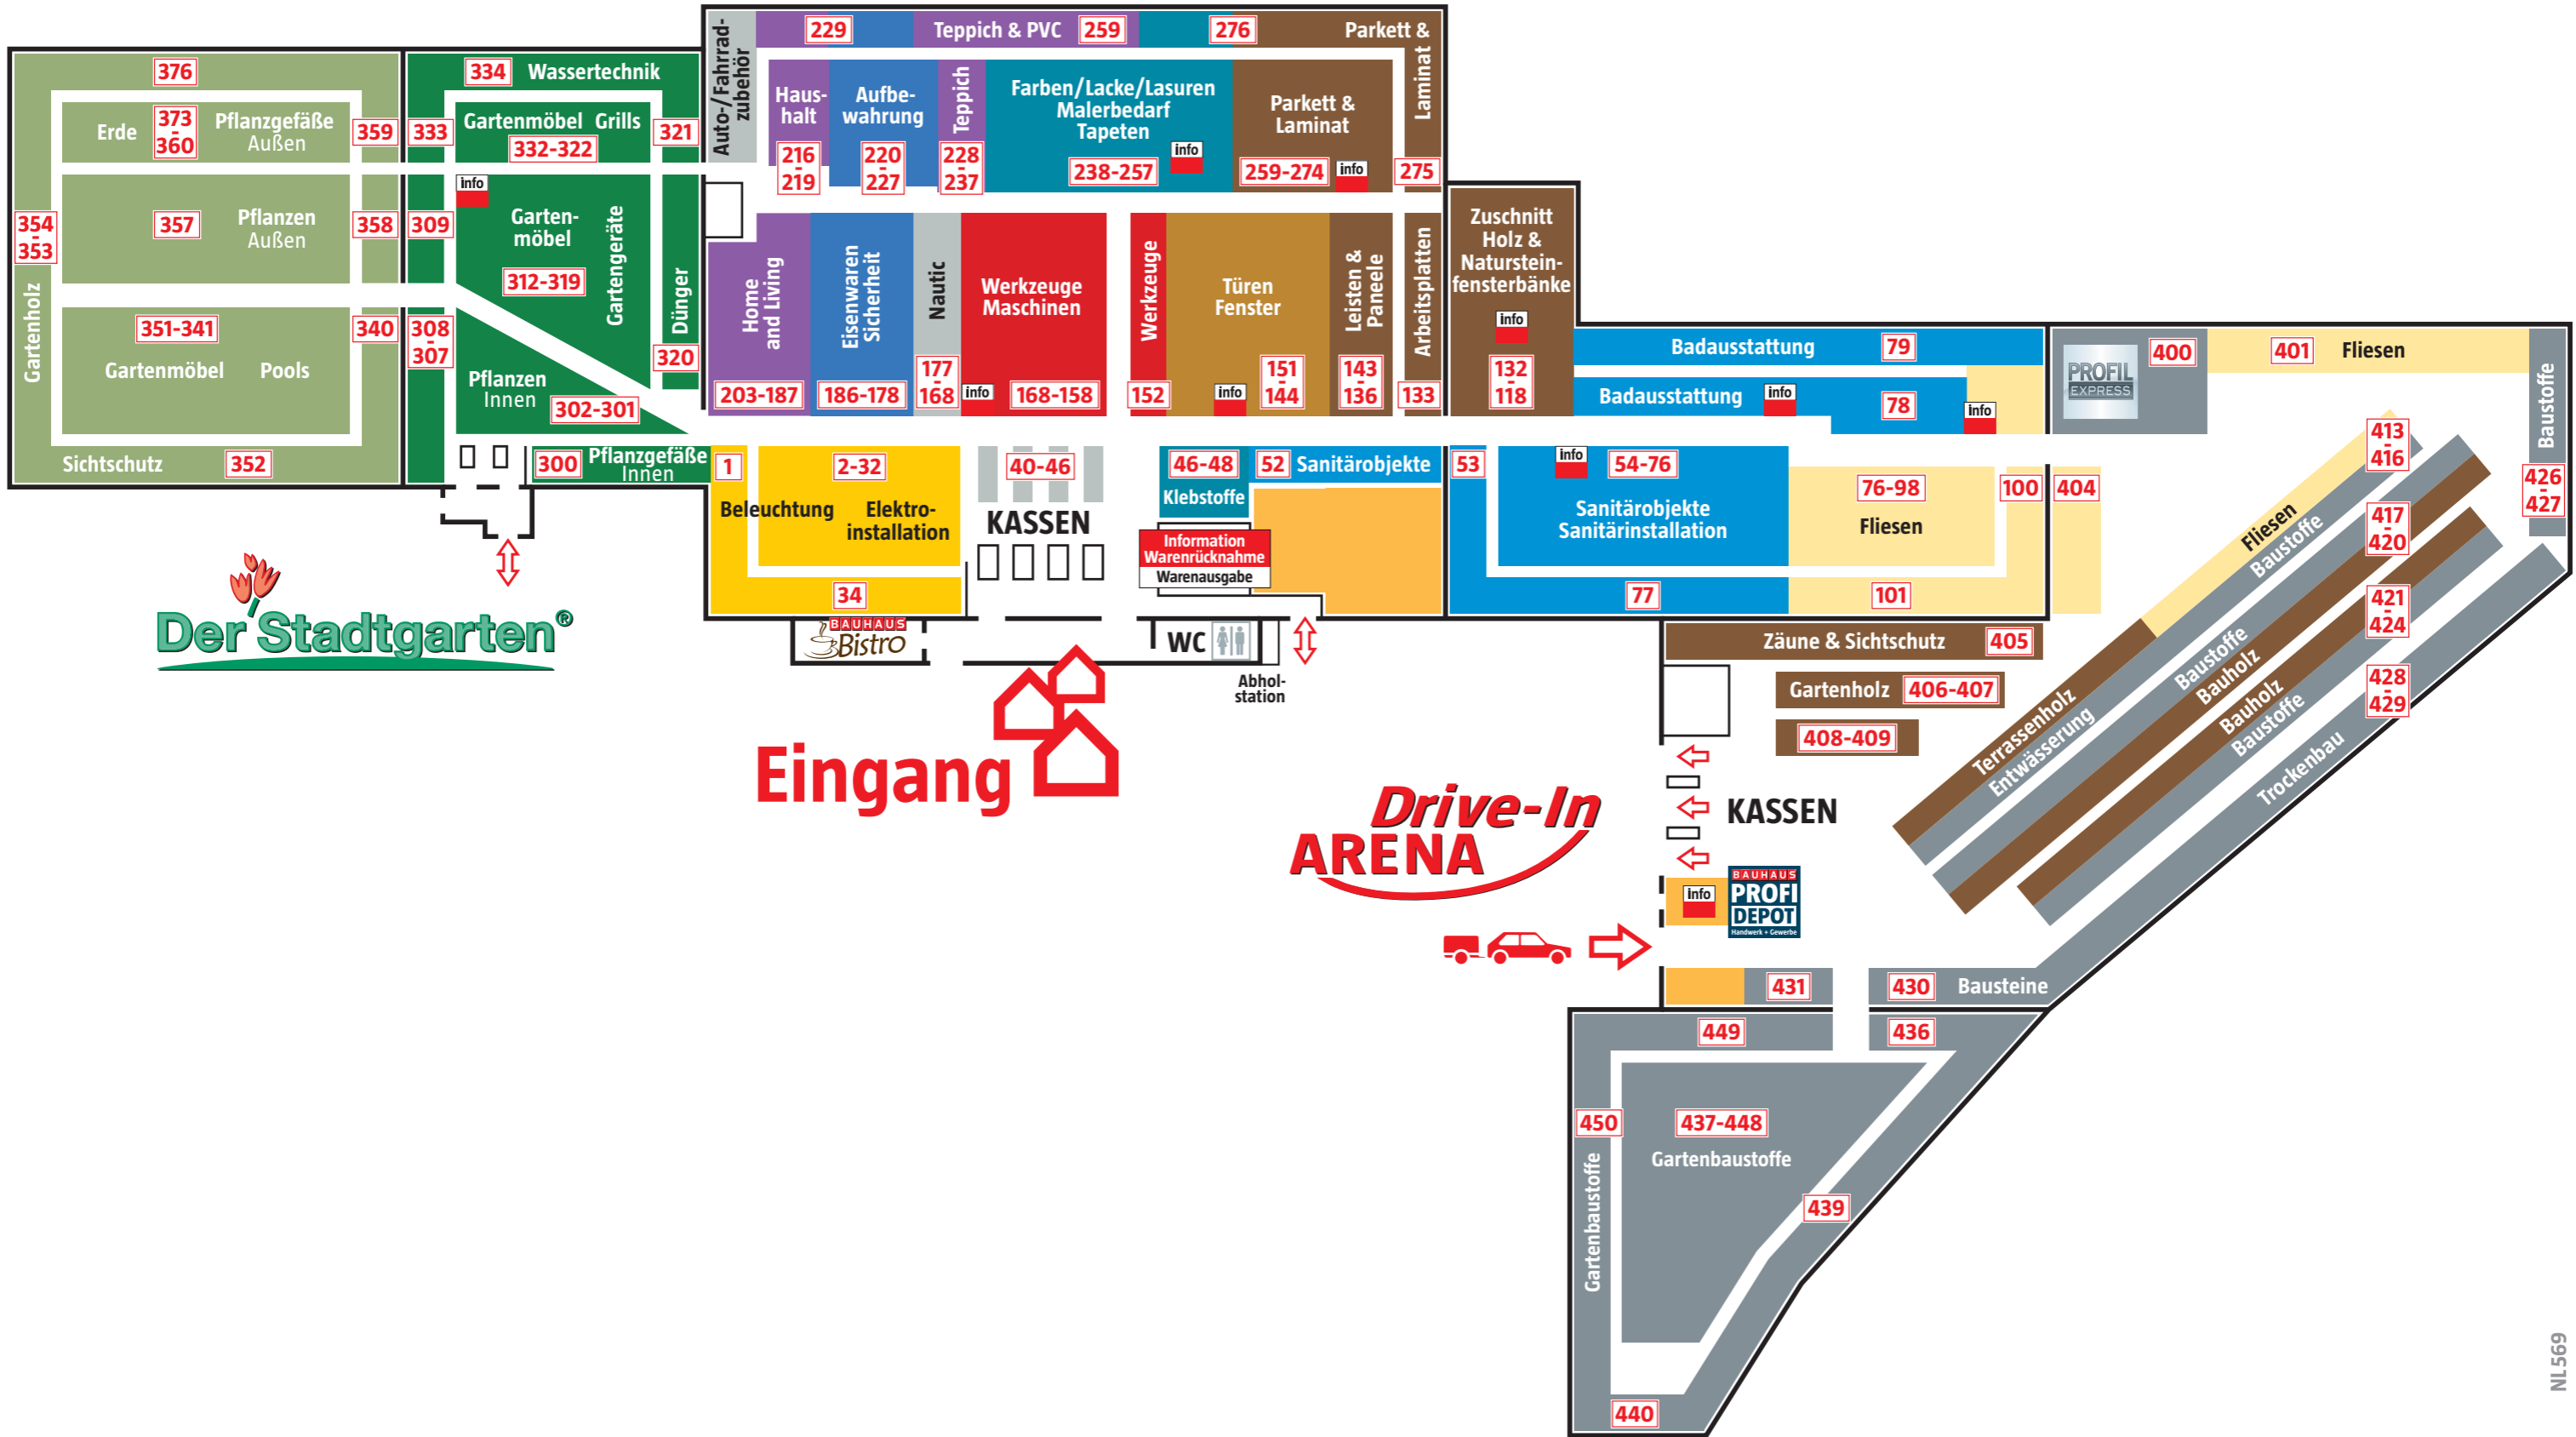 376
Erde
373
-
360
Pflanzgefäße
Außen
359
354
-
353
357
Pflanzen
Außen
358
Gartenholz
351-341
340
Gartenmöbel
Pools
Sichtschutz
352
334
Wassertechnik
333
Gartenmöbel
Grills
332-322
321
info
309
Garten-
möbel
312-319
Gartengeräte
Dünger
320
308
-
307
Pflanzen
Innen
302-301
300
Pflanzgefäße
Innen
Der Stadtgarten®
Auto-/Fahrrad-
zubehör
229
Teppich & PVC
259
276
Parkett &
Laminat
Haus-
halt
216
-
219
Aufbe-
wahrung
220
-
227
Teppich
228
-
237
Farben/Lacke/Lasuren
Malerbedarf
Tapeten
238-257
info
Parkett &
Laminat
259-274
info
275
Home
and Living
203-187
Eisenwaren
Sicherheit
186-178
Nautic
177
-
168
info
Werkzeuge
Maschinen
168-158
Werkzeuge
152
Türen
Fenster
info
151
-
144
Leisten &
Paneele
143
-
136
Arbeitsplatten
133
Zuschnitt
Holz &
Naturstein-
fensterbänke
info
132
-
118
Badausstattung
79
Badausstattung
info
78
info
1
2-32
Beleuchtung
Elektro-
installation
34
40-46
KASSEN
46-48
Klebstoffe
52
Sanitärobjekte
Information
Warenrücknahme
Warenausgabe
53
info
54-76
Sanitärobjekte
Sanitärinstallation
77
76-98
Fliesen
100
101
404
BAUHAUS
Bistro
WC
Abhol-
station
Eingang
Drive-In
ARENA
PROFIL
EXPRESS
400
401
Fliesen
Baustoffe
426
-
427
413
-
416
417
-
420
421
-
424
428
-
429
Fliesen
Baustoffe
Terrassenholz
Entwässerung
Baustoffe
Bauholz
Bauholz
Baustoffe
Trockenbau
Zäune & Sichtschutz
405
Gartenholz
406-407
408-409
KASSEN
info
BAUHAUS
PROFI
DEPOT
Handwerk + Gewerbe
431
430
Bausteine
449
436
450
437-448
Gartenbaustoffe
Gartenbaustoffe
439
440
NL569